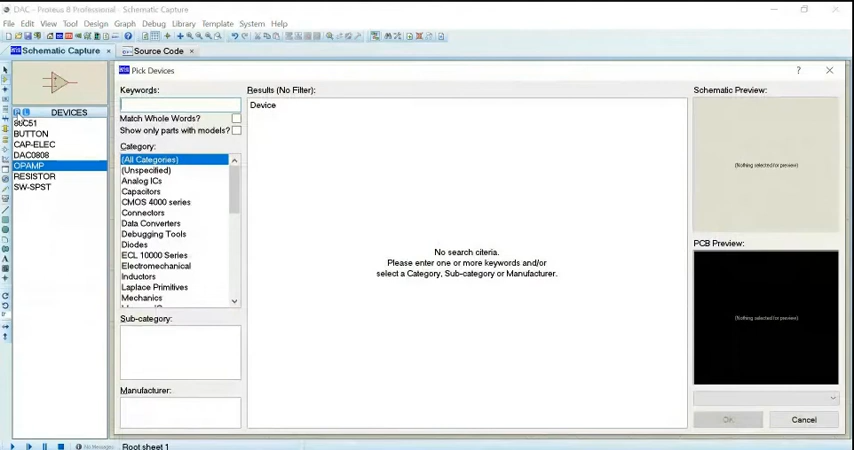 DAC - Proteus 8 Professional - Schematic Capture
File Edit View Tool Design Graph Debug Library Template System Help
Schematic Capture × Source Code ×
Pick Devices
? ×
DEVICES
80C51
BUTTON
CAP-ELEC
DAC0808
OPAMP
RESISTOR
SW-SPST
Keywords:
Match Whole Words?
Show only parts with models?
Category:
(All Categories)
(Unspecified)
Analog ICs
Capacitors
CMOS 4000 series
Connectors
Data Converters
Debugging Tools
Diodes
ECL 10000 Series
Electromechanical
Inductors
Laplace Primitives
Mechanics
Sub-category:
Manufacturer:
Results (No Filter):
Device
No search citeria.
Please enter one or more keywords and/or
select a Category, Sub-category or Manufacturer.
Schematic Preview:
(Nothing selected for preview)
PCB Preview:
(Nothing selected for preview)
OK
Cancel
No Messages
Root sheet 1